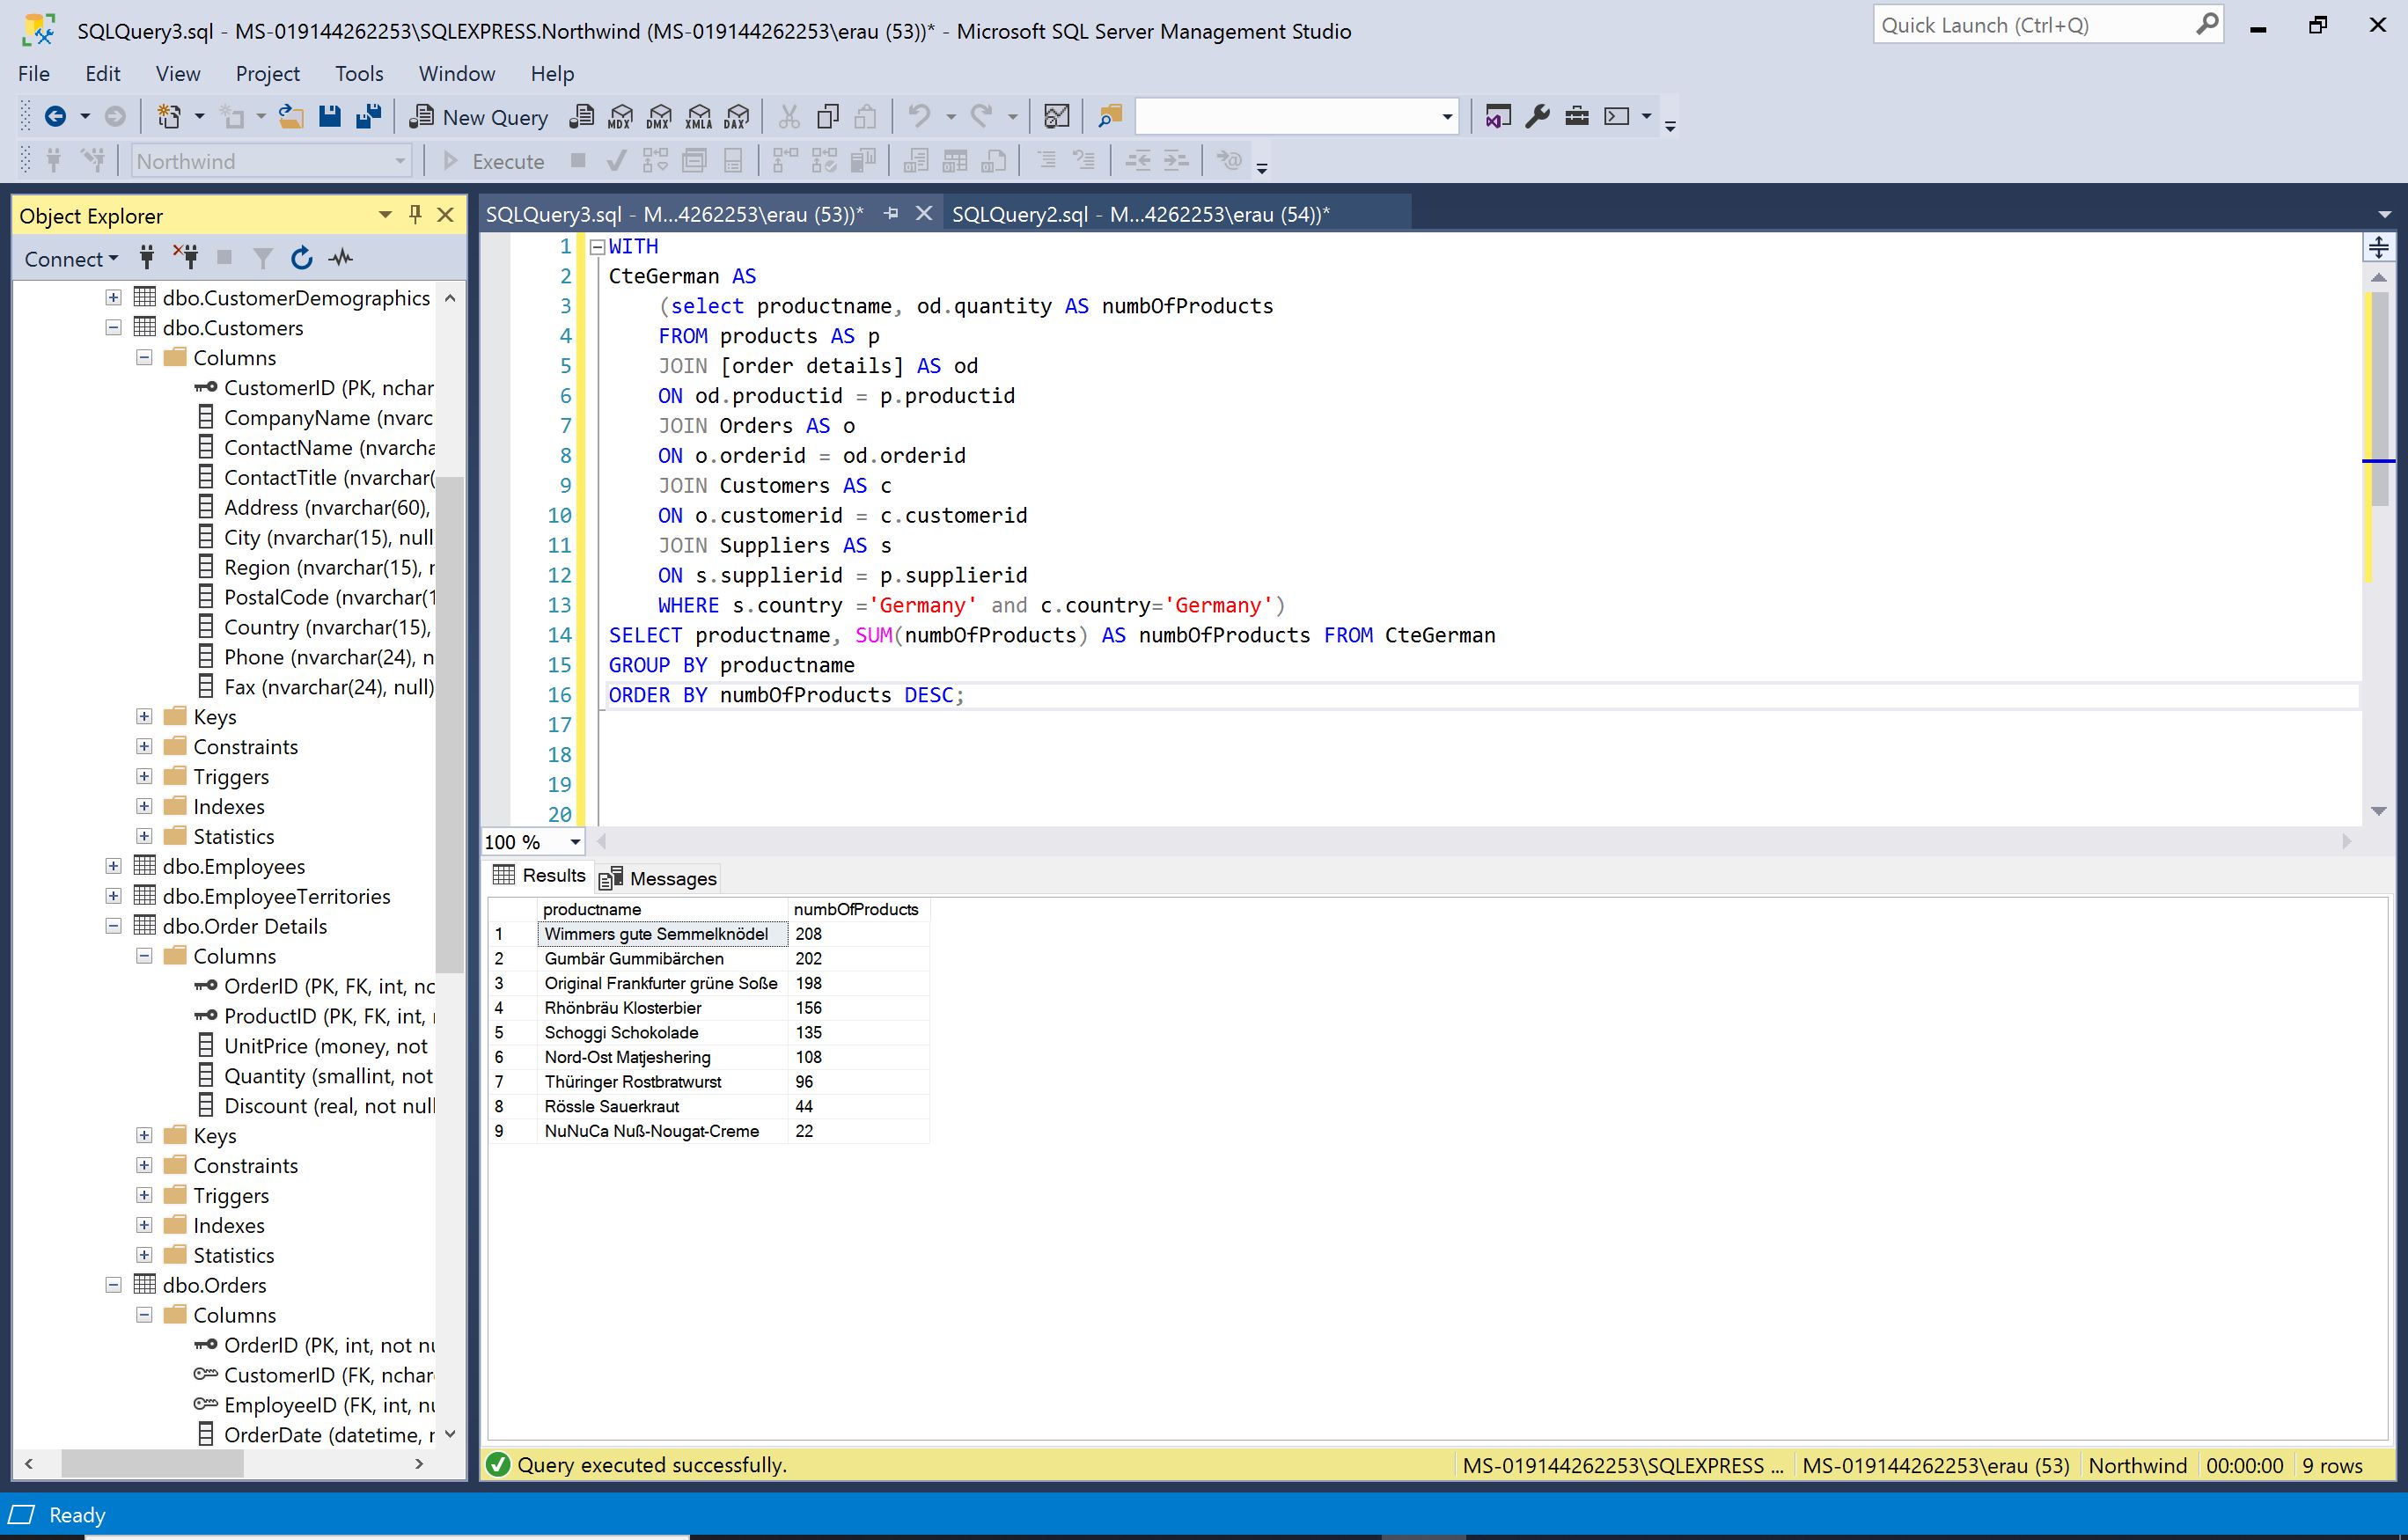 SQLQuery3.sql - MS-019144262253\SQLEXPRESS.Northwind (MS-019144262253\erau (53))* - Microsoft SQL Server Management Studio
Quick Launch (Ctrl+Q)
File Edit View Project Tools Window Help
New Query MDX DMX XMLA DAX
Northwind Execute
Object Explorer
Connect
dbo.CustomerDemographics
dbo.Customers
Columns
CustomerID (PK, nchar
CompanyName (nvarc
ContactName (nvarcha
ContactTitle (nvarchar(
Address (nvarchar(60),
City (nvarchar(15), null
Region (nvarchar(15), r
PostalCode (nvarchar(1
Country (nvarchar(15),
Phone (nvarchar(24), n
Fax (nvarchar(24), null)
Keys
Constraints
Triggers
Indexes
Statistics
dbo.Employees
dbo.EmployeeTerritories
dbo.Order Details
Columns
OrderID (PK, FK, int, nc
ProductID (PK, FK, int, 
UnitPrice (money, not
Quantity (smallint, not
Discount (real, not null
Keys
Constraints
Triggers
Indexes
Statistics
dbo.Orders
Columns
OrderID (PK, int, not nu
CustomerID (FK, nchar
EmployeeID (FK, int, nu
OrderDate (datetime, r
SQLQuery3.sql - M...4262253\erau (53))* SQLQuery2.sql - M...4262253\erau (54))*
1 WITH
2 CteGerman AS
3 (select productname, od.quantity AS numbOfProducts
4 FROM products AS p
5 JOIN [order details] AS od
6 ON od.productid = p.productid
7 JOIN Orders AS o
8 ON o.orderid = od.orderid
9 JOIN Customers AS c
10 ON o.customerid = c.customerid
11 JOIN Suppliers AS s
12 ON s.supplierid = p.supplierid
13 WHERE s.country ='Germany' and c.country='Germany')
14 SELECT productname, SUM(numbOfProducts) AS numbOfProducts FROM CteGerman
15 GROUP BY productname
16 ORDER BY numbOfProducts DESC;
17
18
19
20
100 %
Results Messages
productname numbOfProducts
1 Wimmers gute Semmelknödel 208
2 Gumbär Gummibärchen 202
3 Original Frankfurter grüne Soße 198
4 Rhönbräu Klosterbier 156
5 Schoggi Schokolade 135
6 Nord-Ost Matjeshering 108
7 Thüringer Rostbratwurst 96
8 Rössle Sauerkraut 44
9 NuNuCa Nuß-Nougat-Creme 22
Query executed successfully. MS-019144262253\SQLEXPRESS ... MS-019144262253\erau (53) Northwind 00:00:00 9 rows
Ready